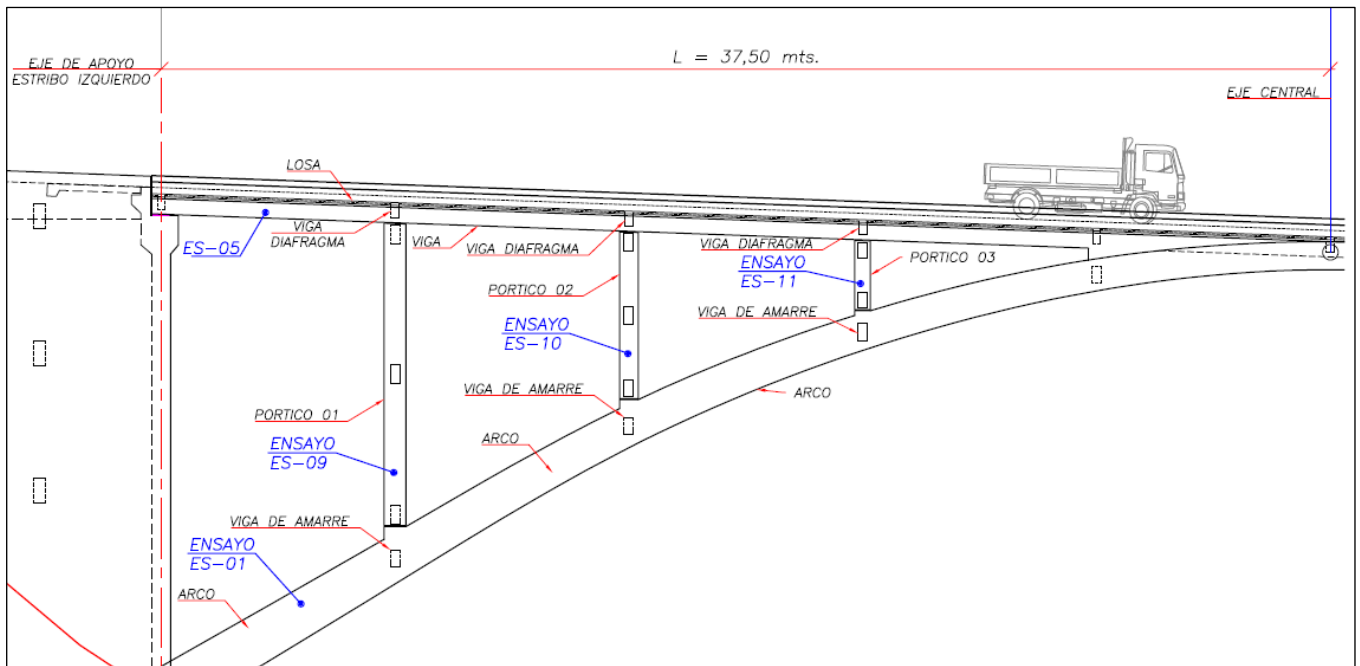 L = 37,50 mts.
EJE DE APOYO
ESTRIBO IZQUIERDO
EJE CENTRAL
LOSA
VIGA
DIAFRAGMA
ES-05
VIGA
VIGA DIAFRAGMA
VIGA DIAFRAGMA
PORTICO 03
ENSAYO
ES-11
PORTICO 02
VIGA DE AMARRE
ENSAYO
ES-10
VIGA DE AMARRE
ARCO
PORTICO 01
ARCO
ENSAYO
ES-09
VIGA DE AMARRE
ENSAYO
ES-01
ARCO